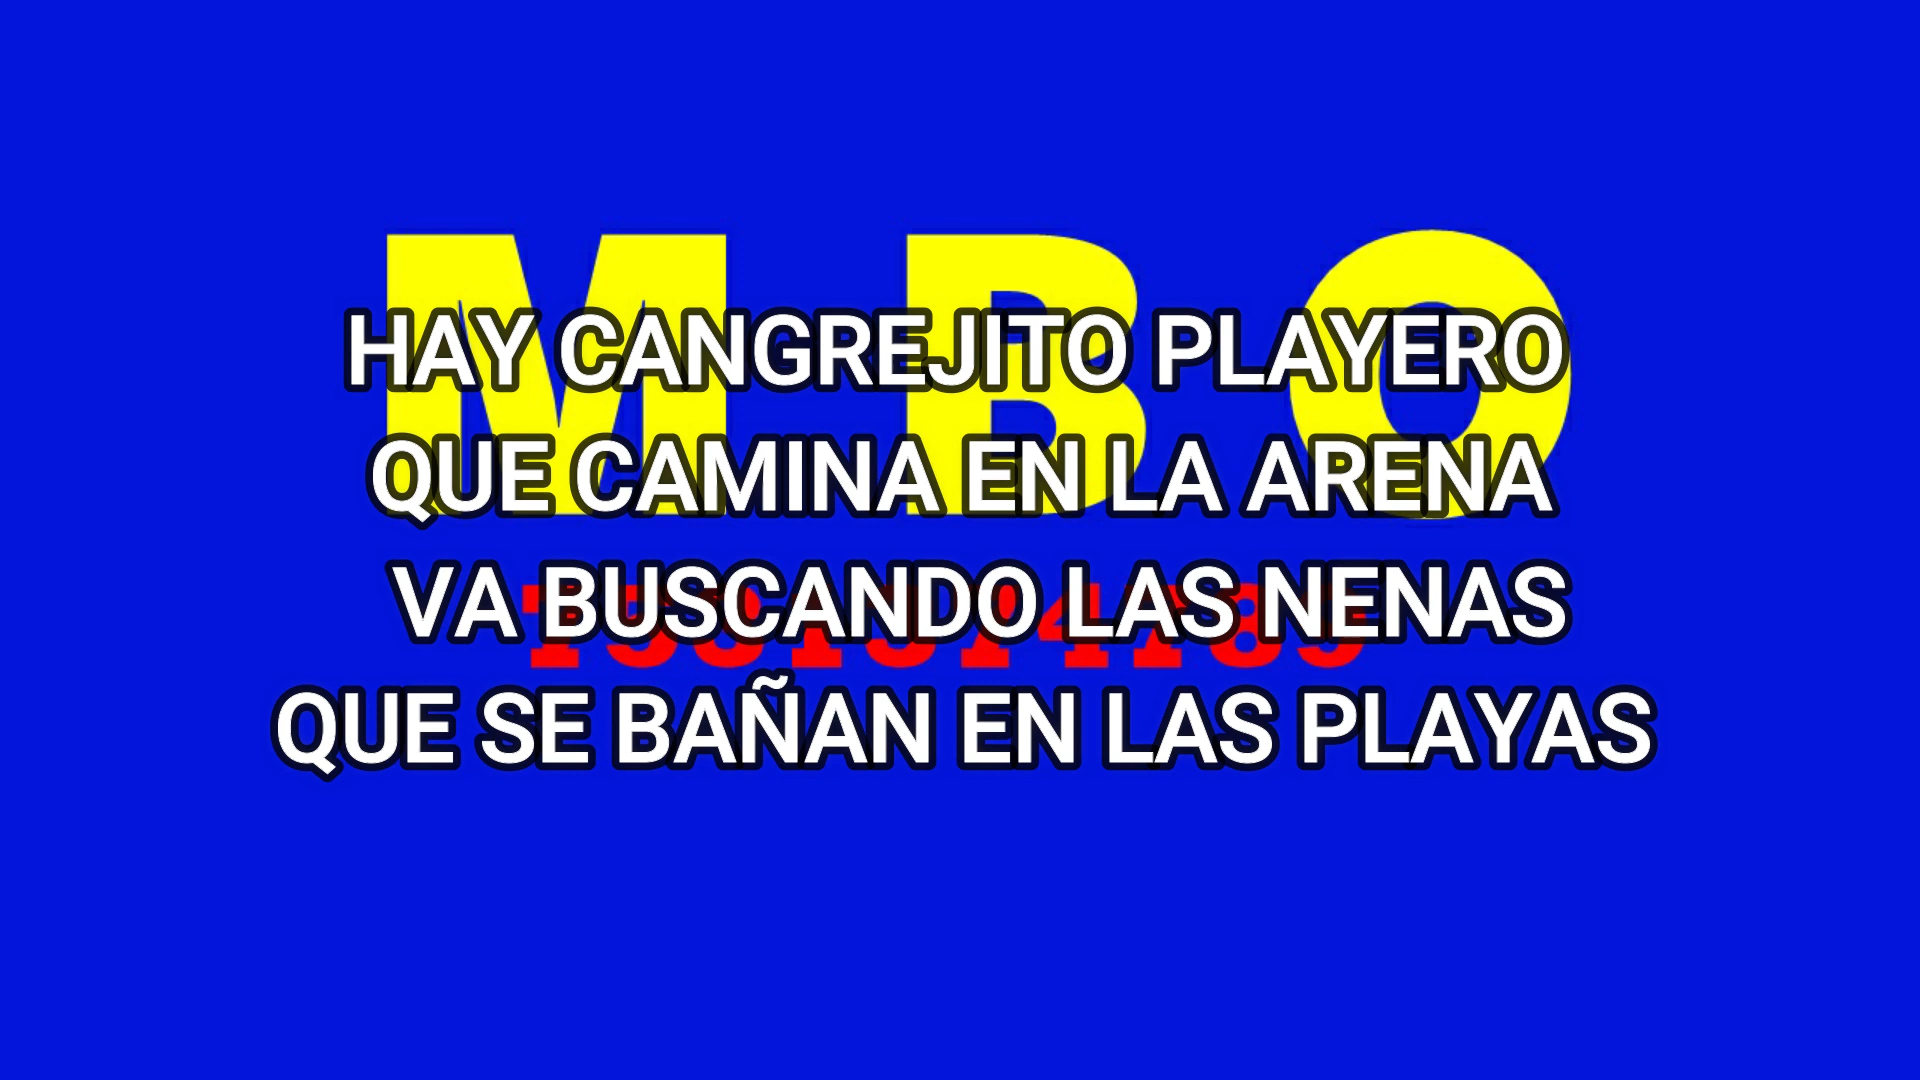 M B O
HAY CANGREJITO PLAYERO
QUE CAMINA EN LA ARENA
VA BUSCANDO LAS NENAS
QUE SE BAÑAN EN LAS PLAYAS